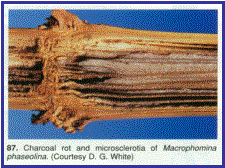 87. Charcoal rot and microsclerotia of Macrophomina
phaseolina. (Courtesy D. G. White)